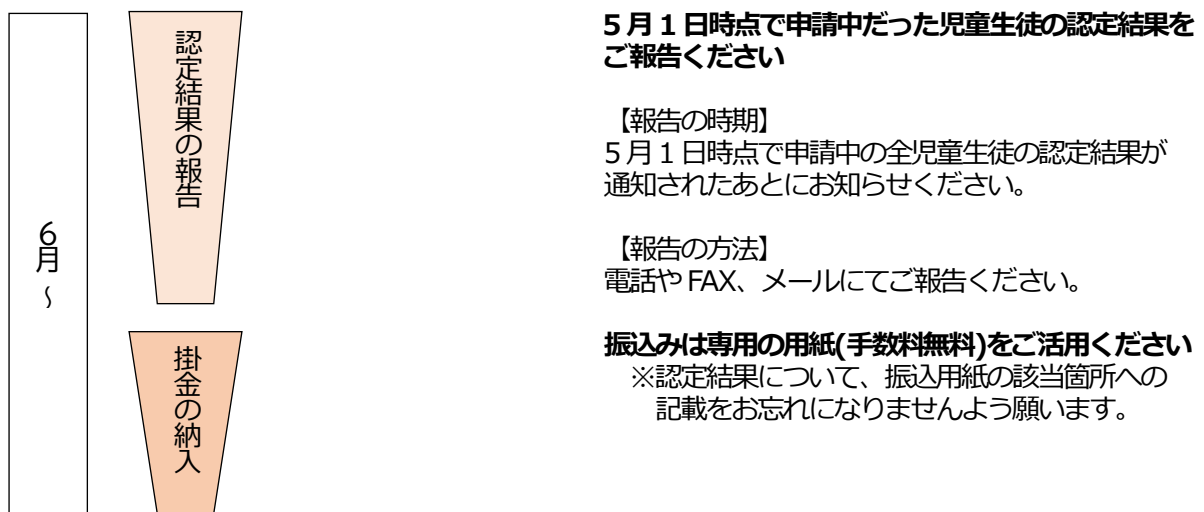 6月～
認定結果の報告
掛金の納入
5月1日時点で申請中だった児童生徒の認定結果を
ご報告ください
【報告の時期】
5月1日時点で申請中の全児童生徒の認定結果が
通知されたあとにお知らせください。
【報告の方法】
電話やFAX、メールにてご報告ください。
振込みは専用の用紙(手数料無料)をご活用ください
※認定結果について、振込用紙の該当箇所への
記載をお忘れになりませんよう願います。